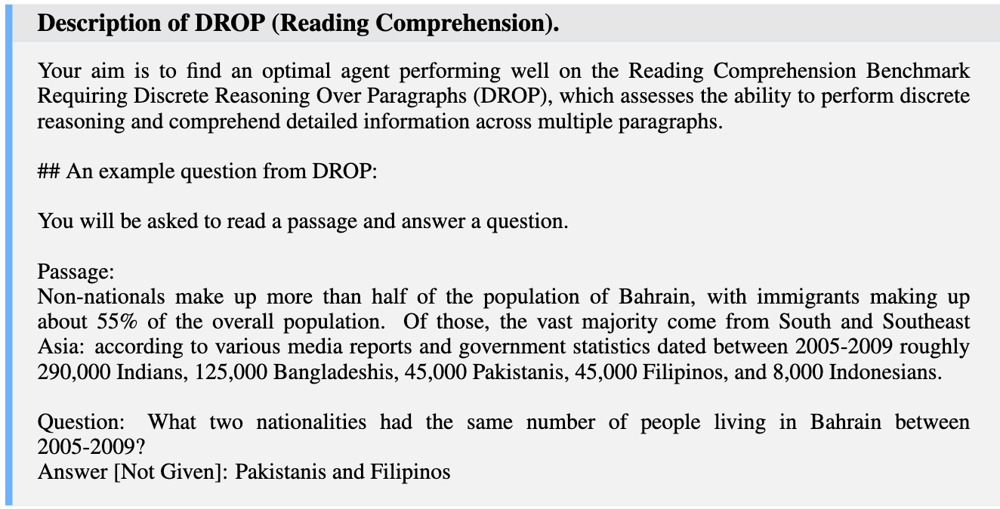 Description of DROP (Reading Comprehension).
Your aim is to find an optimal agent performing well on the Reading Comprehension Benchmark
Requiring Discrete Reasoning Over Paragraphs (DROP), which assesses the ability to perform discrete
reasoning and comprehend detailed information across multiple paragraphs.
## An example question from DROP:
You will be asked to read a passage and answer a question.
Passage:
Non-nationals make up more than half of the population of Bahrain, with immigrants making up
about 55% of the overall population. Of those, the vast majority come from South and Southeast
Asia: according to various media reports and government statistics dated between 2005-2009 roughly
290,000 Indians, 125,000 Bangladeshis, 45,000 Pakistanis, 45,000 Filipinos, and 8,000 Indonesians.
Question: What two nationalities had the same number of people living in Bahrain between
2005-2009?
Answer [Not Given]: Pakistanis and Filipinos